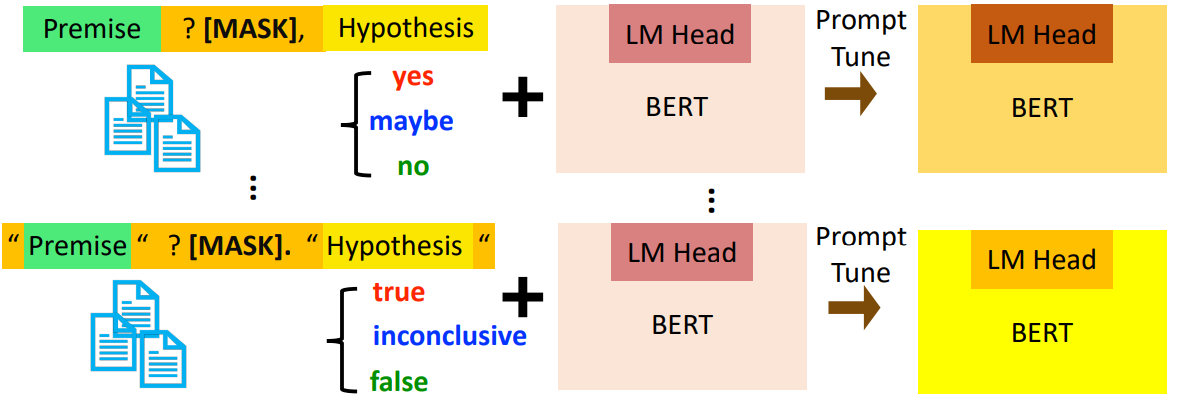 Premise ? [MASK], Hypothesis
yes
maybe
no
+
LM Head
BERT
Prompt
Tune
LM Head
BERT
“ Premise “ ? [MASK]. “ Hypothesis “
true
inconclusive
false
+
LM Head
BERT
Prompt
Tune
LM Head
BERT